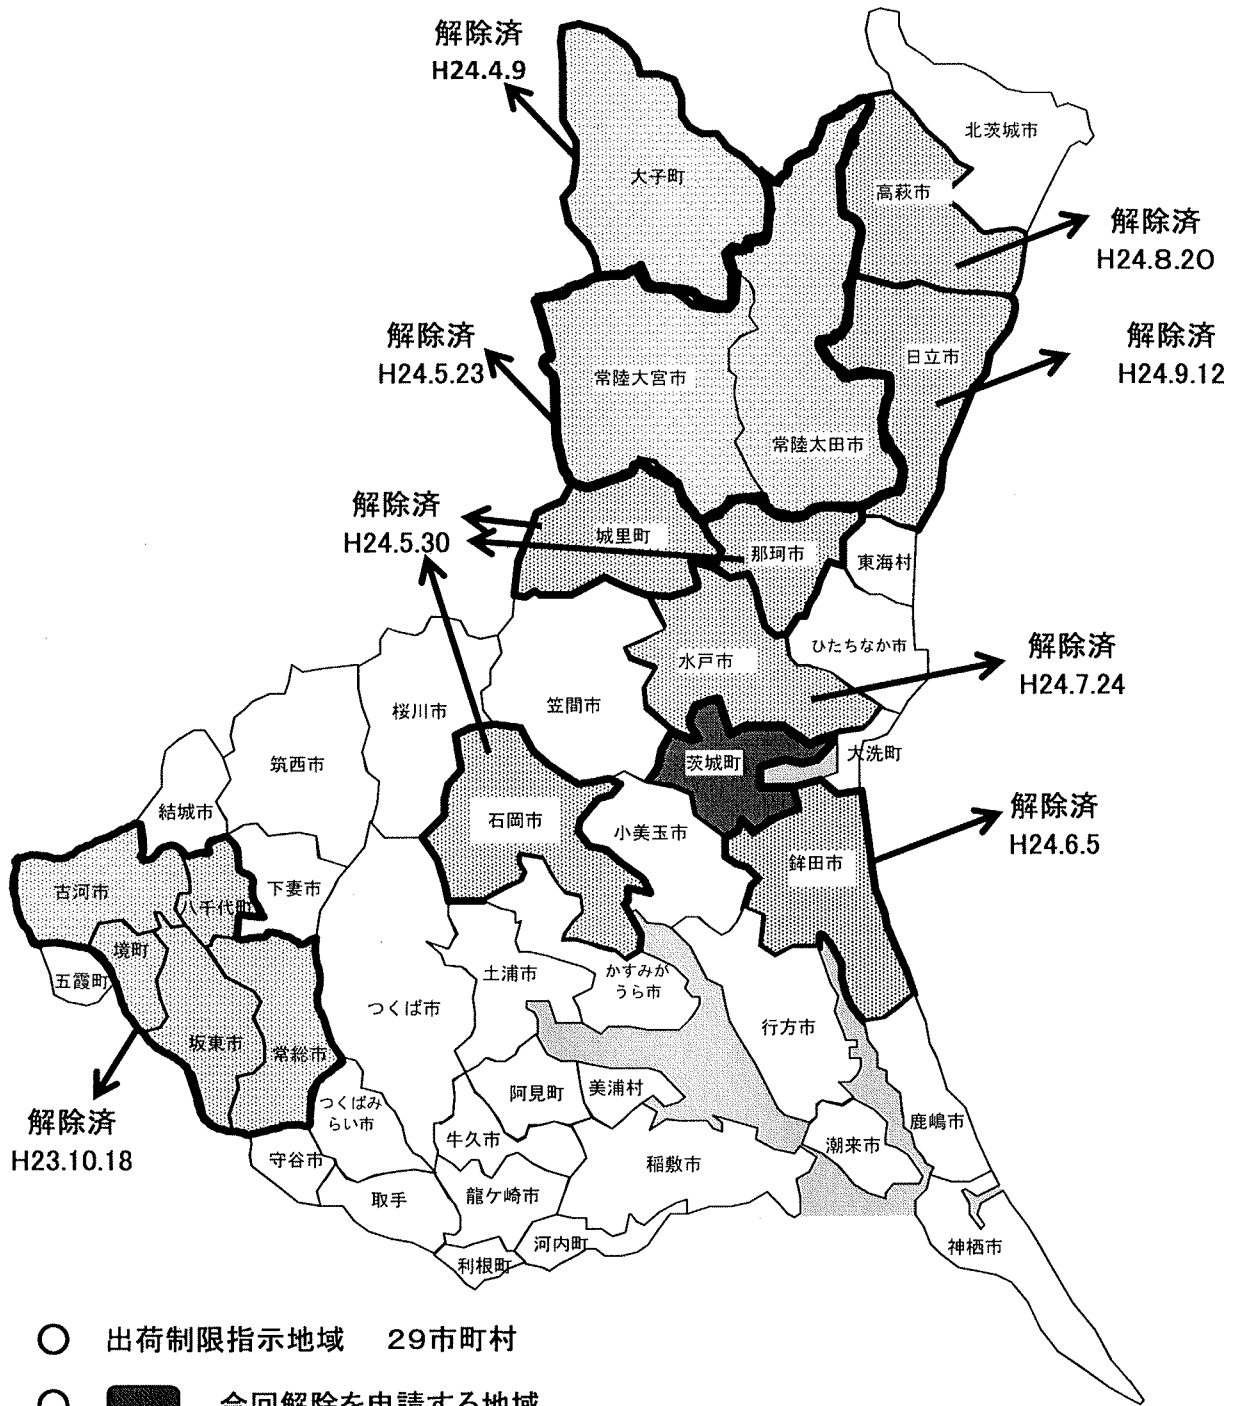 解除済
H24.4.9
北茨城市
大子町
高萩市
解除済
H24.8.20
解除済
H24.5.23
解除済
H24.9.12
日立市
常陸大宮市
常陸太田市
解除済
H24.5.30
城里町
那珂市
東海村
ひたちなか市
水戸市
解除済
H24.7.24
笠間市
桜川市
筑西市
茨城町
大洗町
結城市
石岡市
小美玉市
解除済
H24.6.5
鉾田市
古河市
八千代町
下妻市
境町
五霞町
土浦市
かすみが
うら市
つくば市
行方市
坂東市
常総市
阿見町
美浦村
つくばみ
らい市
解除済
H23.10.18
守谷市
牛久市
稲敷市
潮来市
鹿嶋市
取手
龍ケ崎市
河内町
利根町
神栖市
○ 出荷制限指示地域 29市町村
○ 今回解除を申請する地域